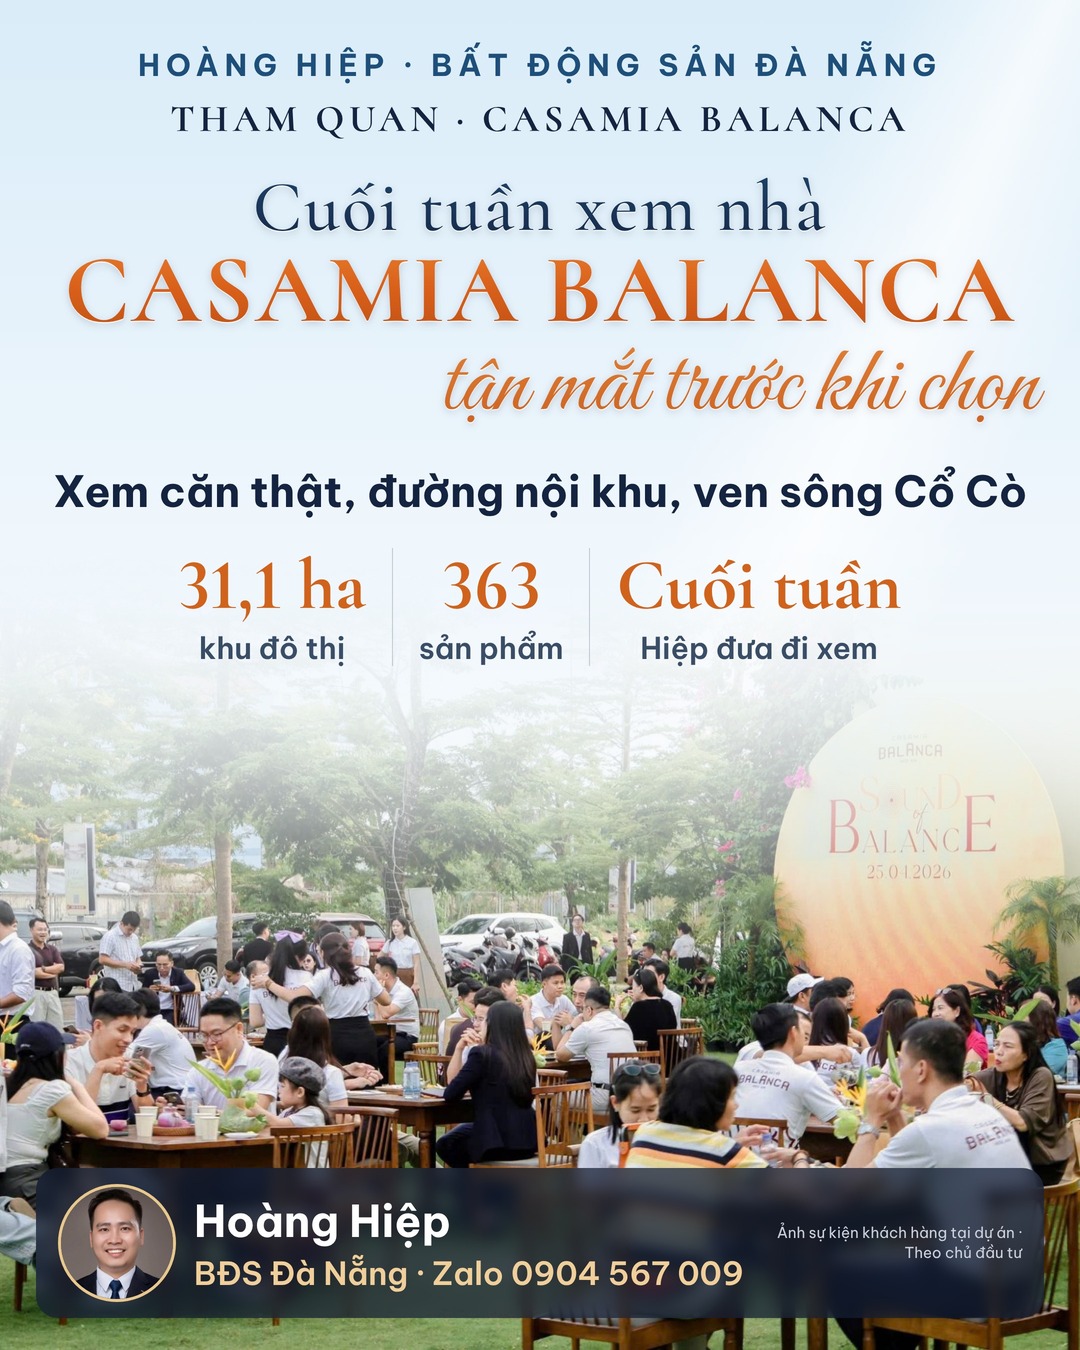 HOÀNG HIỆP · BẤT ĐỘNG SẢN ĐÀ NẴNG
THAM QUAN · CASAMIA BALANCA
Cuối tuần xem nhà
CASAMIA BALANCA
tận mắt trước khi chọn
Xem căn thật, đường nội khu, ven sông Cổ Cò
31,1 ha
khu đô thị
363
sản phẩm
Cuối tuần
Hiệp đưa đi xem
BALANCA
SOUND
of
BALANCE
25.04.2026
BALANCA
Hoàng Hiệp
BĐS Đà Nẵng · Zalo 0904 567 009
Ảnh sự kiện khách hàng tại dự án ·
Theo chủ đầu tư